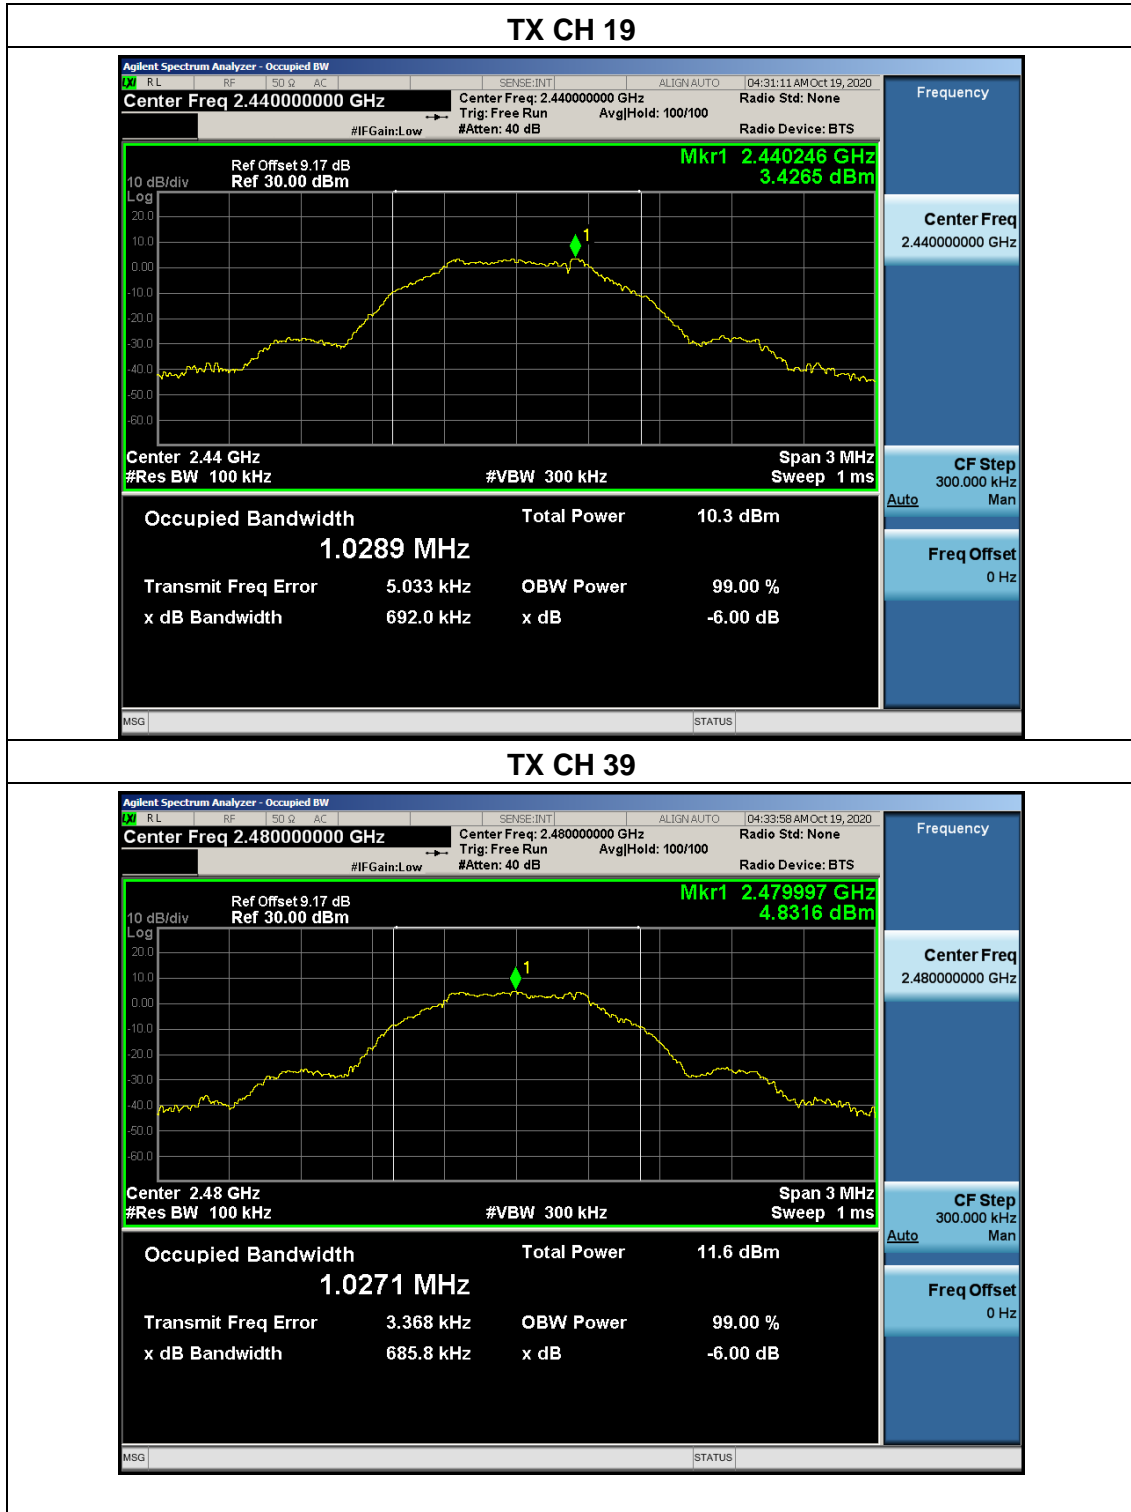 TX CH 19
Agilent Spectrum Analyzer - Occupied BW
LXI RL RF 50 Ω AC SENSE:INT ALIGN AUTO 04:31:11 AM Oct 19, 2020
Center Freq 2.440000000 GHz Center Freq: 2.440000000 GHz Radio Std: None Frequency
Trig: Free Run Avg|Hold: 100/100
#IFGain:Low #Atten: 40 dB Radio Device: BTS
Mkr1 2.440246 GHz
Ref Offset 9.17 dB
10 dB/div Ref 30.00 dBm 3.4265 dBm
Log
20.0 Center Freq
10.0 1 2.440000000 GHz
0.00
-10.0
-20.0
-30.0
-40.0
-50.0
-60.0
Center 2.44 GHz Span 3 MHz CF Step
#Res BW 100 kHz #VBW 300 kHz Sweep 1 ms 300.000 kHz
Auto Man
Occupied Bandwidth Total Power 10.3 dBm
1.0289 MHz Freq Offset
0 Hz
Transmit Freq Error 5.033 kHz OBW Power 99.00 %
x dB Bandwidth 692.0 kHz x dB -6.00 dB
MSG STATUS
TX CH 39
Agilent Spectrum Analyzer - Occupied BW
LXI RL RF 50 Ω AC SENSE:INT ALIGN AUTO 04:33:58 AM Oct 19, 2020
Center Freq 2.480000000 GHz Center Freq: 2.480000000 GHz Radio Std: None Frequency
Trig: Free Run Avg|Hold: 100/100
#IFGain:Low #Atten: 40 dB Radio Device: BTS
Mkr1 2.479997 GHz
Ref Offset 9.17 dB
10 dB/div Ref 30.00 dBm 4.8316 dBm
Log
20.0 Center Freq
10.0 1 2.480000000 GHz
0.00
-10.0
-20.0
-30.0
-40.0
-50.0
-60.0
Center 2.48 GHz Span 3 MHz CF Step
#Res BW 100 kHz #VBW 300 kHz Sweep 1 ms 300.000 kHz
Auto Man
Occupied Bandwidth Total Power 11.6 dBm
1.0271 MHz Freq Offset
0 Hz
Transmit Freq Error 3.368 kHz OBW Power 99.00 %
x dB Bandwidth 685.8 kHz x dB -6.00 dB
MSG STATUS